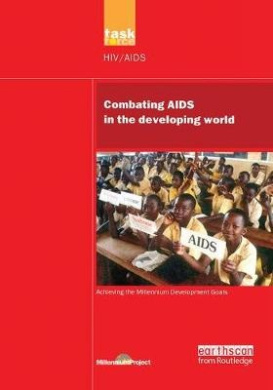 task
force
HIV/AIDS
Combating AIDS
in the developing world
AIDS
Achieving the Millennium Development Goals
Millennium Project
earthscan
from Routledge